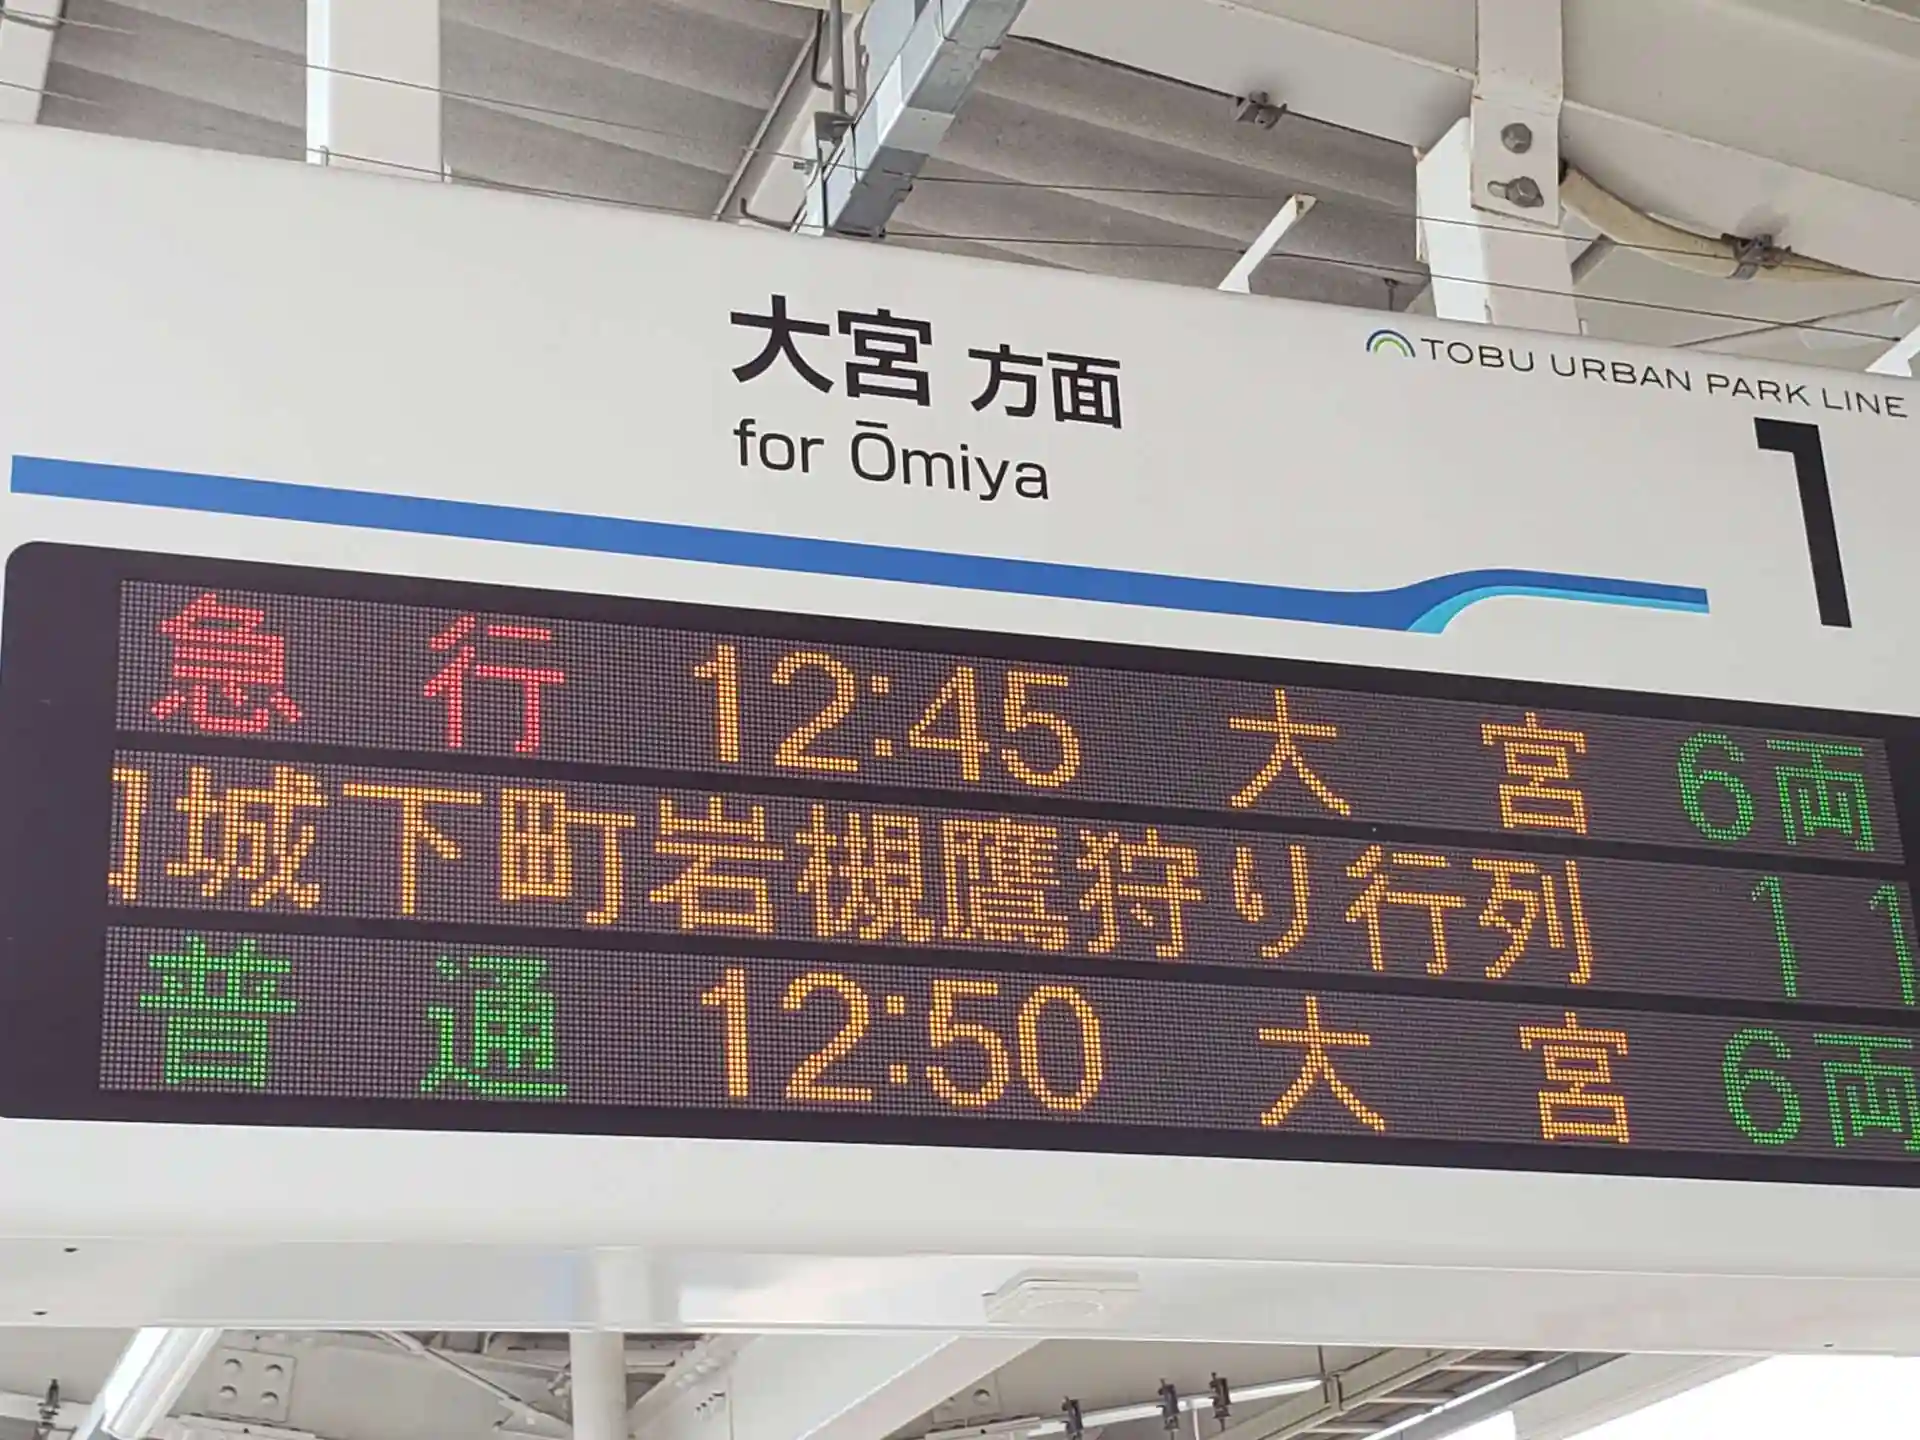 大宮 方面
for Ōmiya
TOBU URBAN PARK LINE
1
急 行 12:45 大 宮 6両
城下町岩槻鷹狩り行列 11
普 通 12:50 大 宮 6両